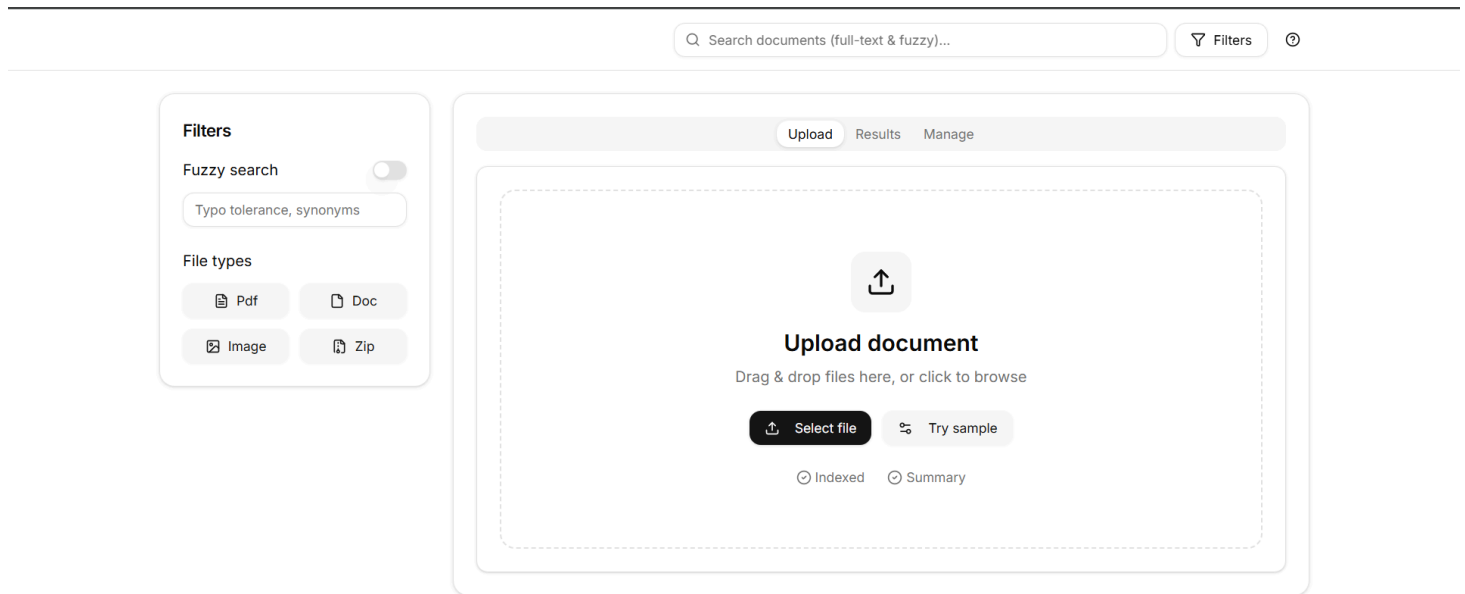 Search documents (full-text & fuzzy)...
Filters
Filters
Fuzzy search
Typo tolerance, synonyms
File types
Pdf
Doc
Image
Zip
Upload
Results
Manage
Upload document
Drag & drop files here, or click to browse
Select file
Try sample
Indexed
Summary